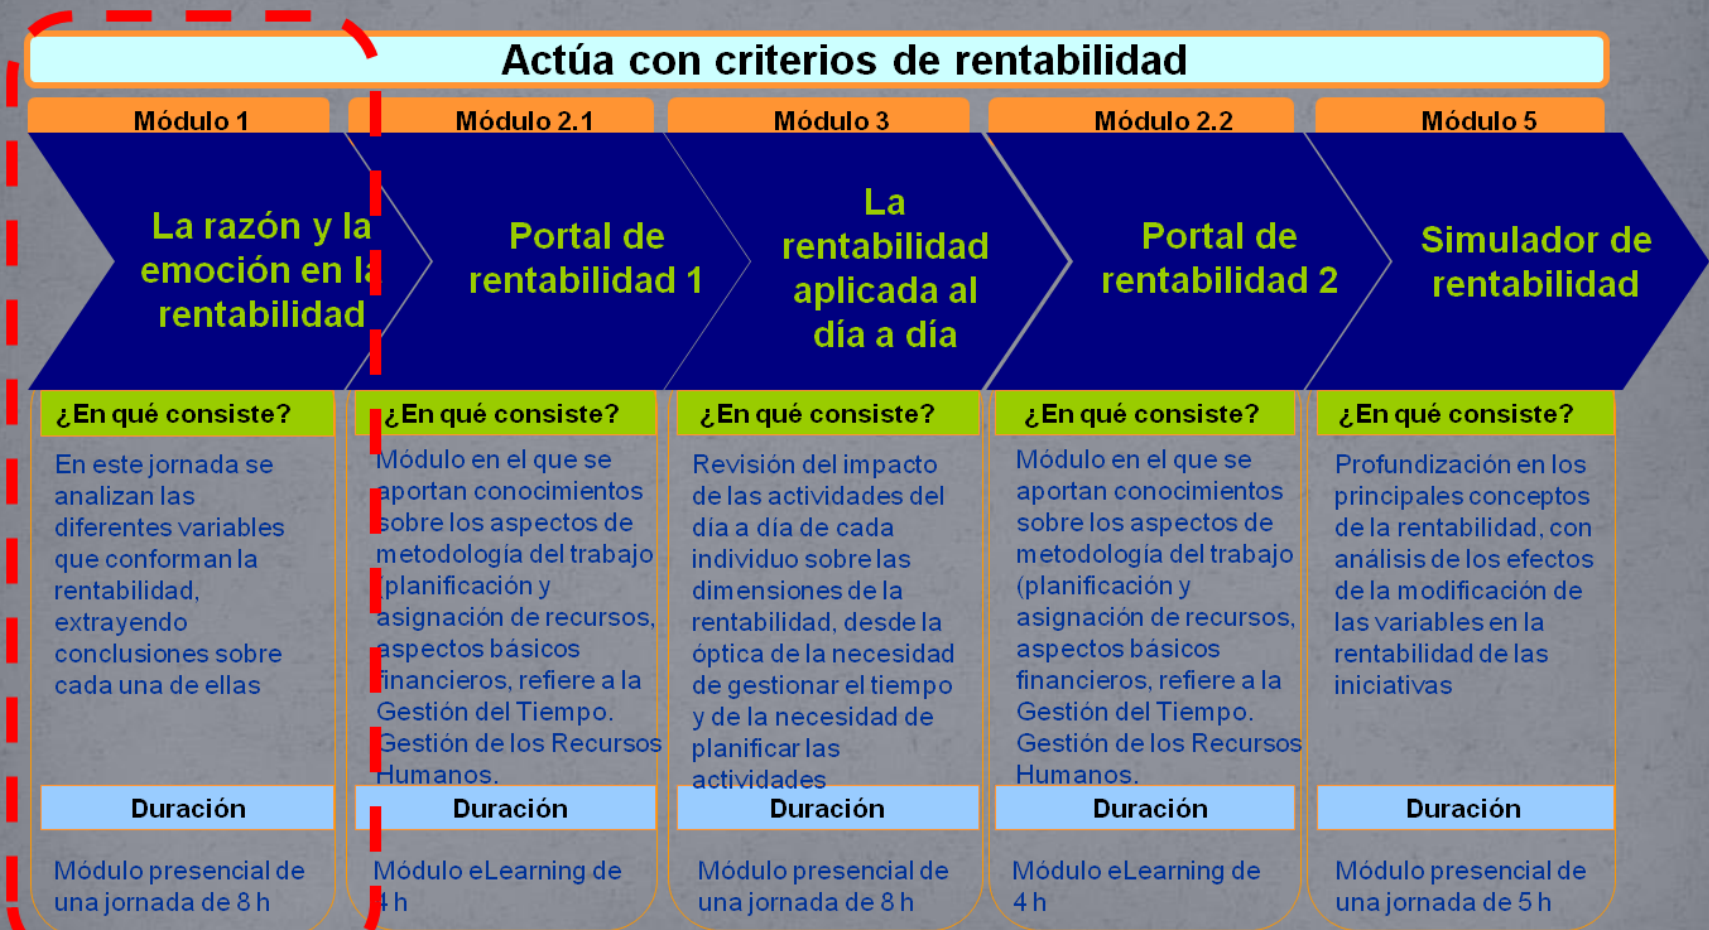 Actúa con criterios de rentabilidad
Módulo 1
La razón y la
emoción en la
rentabilidad
¿En qué consiste?
En este jornada se
analizan las
diferentes variables
que conforman la
rentabilidad,
extrayendo
conclusiones sobre
cada una de ellas
Duración
Módulo presencial de
una jornada de 8 h
Módulo 2.1
Portal de
rentabilidad 1
¿En qué consiste?
Módulo en el que se
aportan conocimientos
sobre los aspectos de
metodología del trabajo
(planificación y
asignación de recursos,
aspectos básicos
financieros, refiere a la
Gestión del Tiempo.
Gestión de los Recursos
Humanos.
Duración
Módulo eLearning de
4 h
Módulo 3
La
rentabilidad
aplicada al
día a día
¿En qué consiste?
Revisión del impacto
de las actividades del
día a día de cada
individuo sobre las
dimensiones de la
rentabilidad, desde la
óptica de la necesidad
de gestionar el tiempo
y de la necesidad de
planificar las
actividades
Duración
Módulo presencial de
una jornada de 8 h
Módulo 2.2
Portal de
rentabilidad 2
¿En qué consiste?
Módulo en el que se
aportan conocimientos
sobre los aspectos de
metodología del trabajo
(planificación y
asignación de recursos,
aspectos básicos
financieros, refiere a la
Gestión del Tiempo.
Gestión de los Recursos
Humanos.
Duración
Módulo eLearning de
4 h
Módulo 5
Simulador de
rentabilidad
¿En qué consiste?
Profundización en los
principales conceptos
de la rentabilidad, con
análisis de los efectos
de la modificación de
las variables en la
rentabilidad de las
iniciativas
Duración
Módulo presencial de
una jornada de 5 h